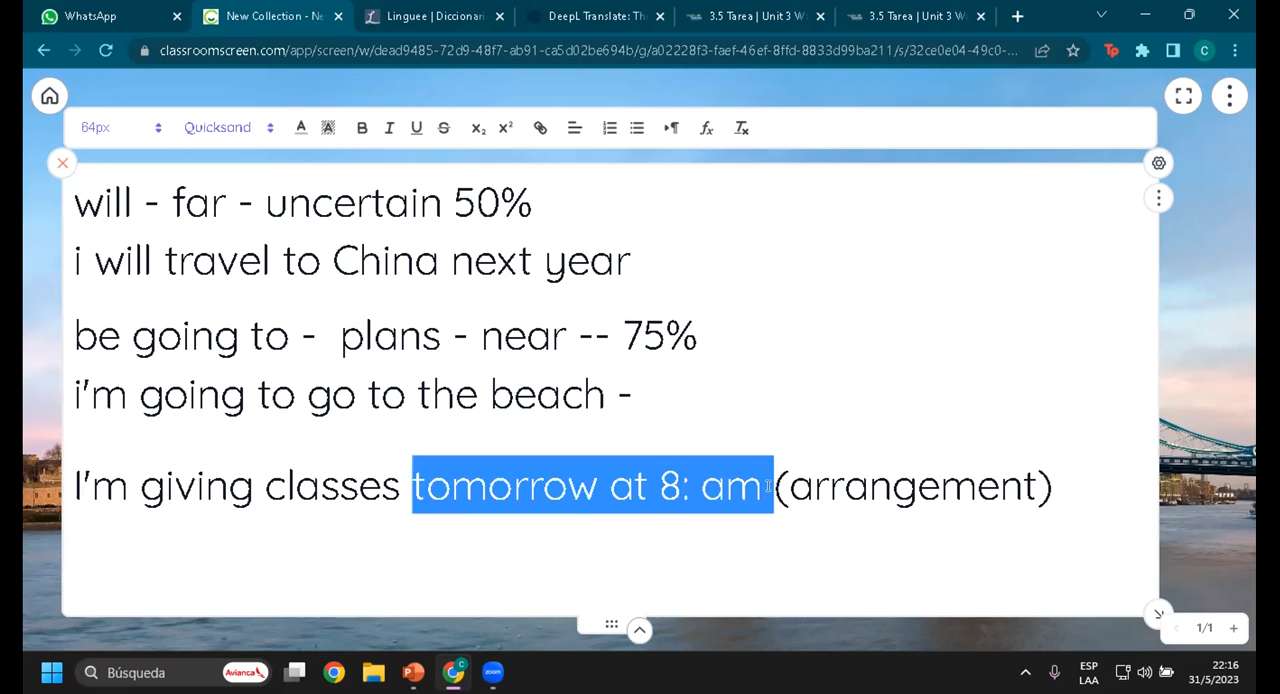 WhatsApp
New Collection - Ne
Linguee | Diccionari
DeepL Translate: Th
3.5 Tarea | Unit 3 W
3.5 Tarea | Unit 3 W
classroomscreen.com/app/screen/w/dead9485-72d9-48f7-ab91-ca5d02be694b/g/a02228f3-faef-46ef-8ffd-8833d99ba211/s/32ce0e04-49c0-...
64px Quicksand
will - far - uncertain 50%
i will travel to China next year
be going to - plans - near -- 75%
i'm going to go to the beach -
I'm giving classes tomorrow at 8: am (arrangement)
1/1
Búsqueda
Avianca
ESP
LAA
22:16
31/5/2023